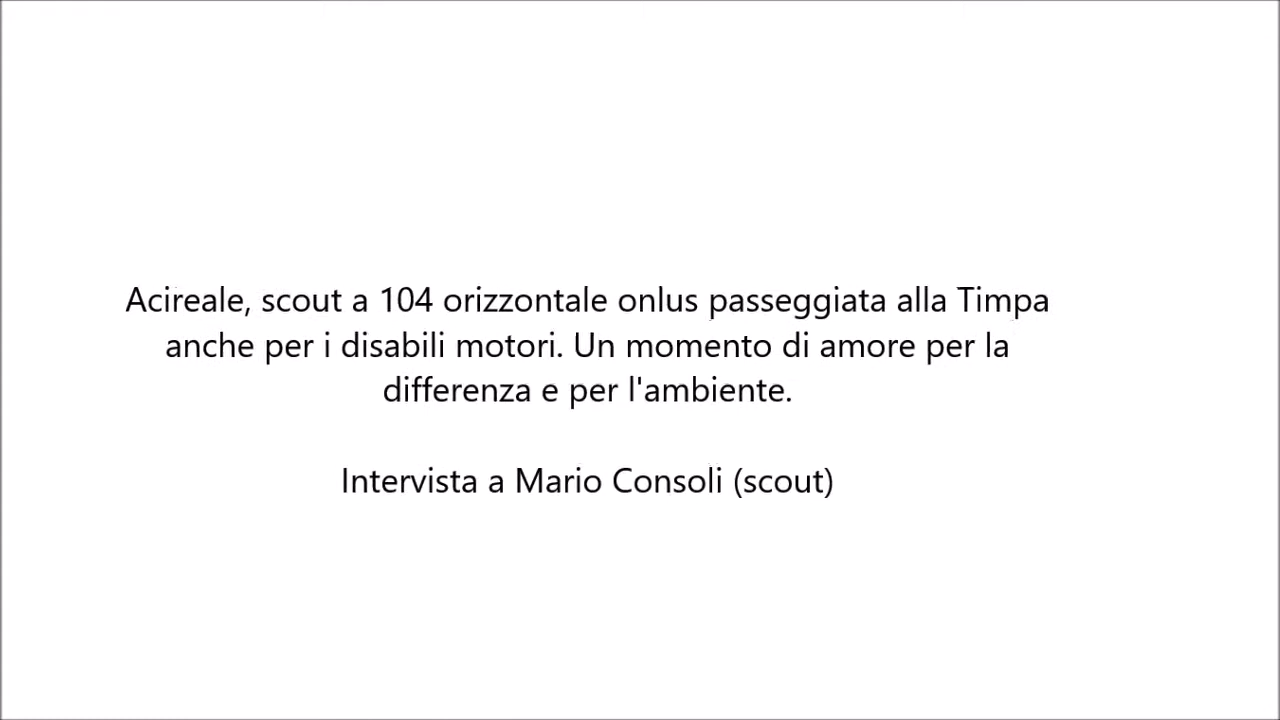 Acireale, scout a 104 orizzontale onlus passeggiata alla Timpa
anche per i disabili motori. Un momento di amore per la
differenza e per l'ambiente.
Intervista a Mario Consoli (scout)